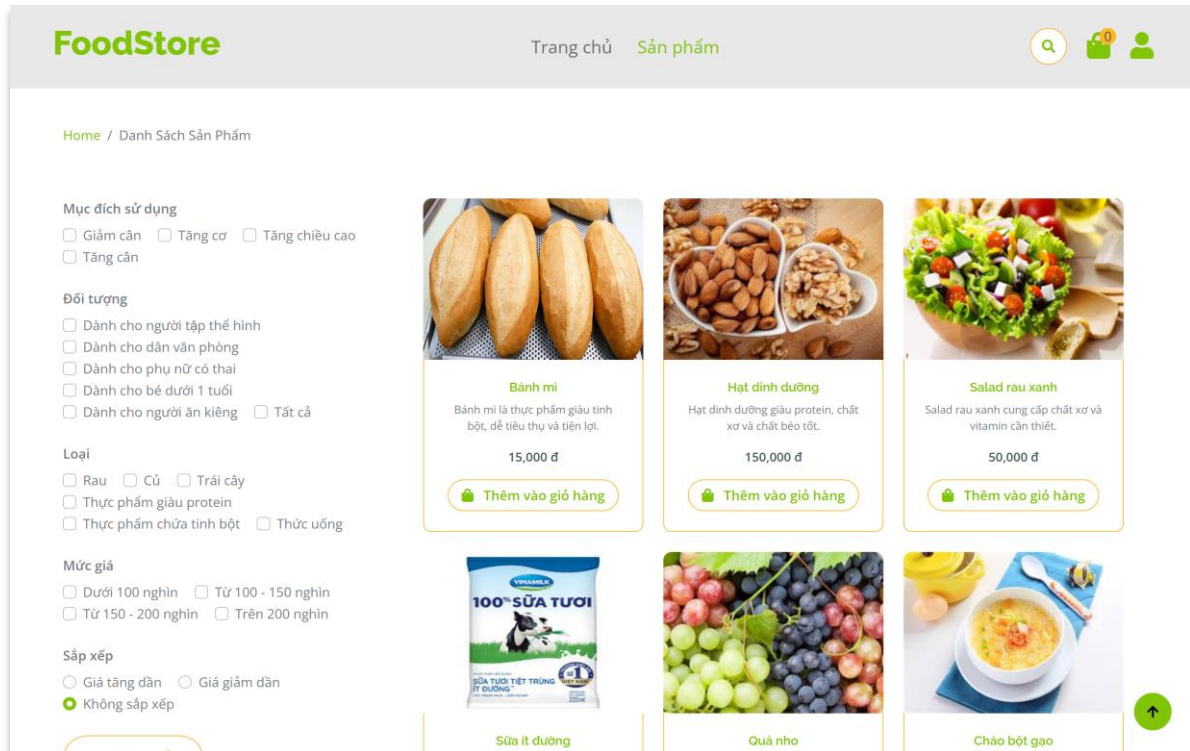 FoodStore
Trang chủ Sản phẩm
0
Home / Danh Sách Sản Phẩm
Mục đích sử dụng
Giảm cân Tăng cơ Tăng chiều cao
Tăng cân
Đối tượng
Dành cho người tập thể hình
Dành cho dân văn phòng
Dành cho phụ nữ có thai
Dành cho bé dưới 1 tuổi
Dành cho người ăn kiêng Tất cả
Loại
Rau Củ Trái cây
Thực phẩm giàu protein
Thực phẩm chứa tinh bột Thức uống
Mức giá
Dưới 100 nghìn Từ 100 - 150 nghìn
Từ 150 - 200 nghìn Trên 200 nghìn
Sắp xếp
Giá tăng dần Giá giảm dần
Không sắp xếp
Bánh mì
Bánh mì là thực phẩm giàu tinh
bột, dễ tiêu thụ và tiện lợi.
15,000 đ
Thêm vào giỏ hàng
Hạt dinh dưỡng
Hạt dinh dưỡng giàu protein, chất
xơ và chất béo tốt.
150,000 đ
Thêm vào giỏ hàng
Salad rau xanh
Salad rau xanh cung cấp chất xơ và
vitamin cần thiết.
50,000 đ
Thêm vào giỏ hàng
VINAMILK
100% SỮA TƯƠI
SỮA TƯƠI TIỆT TRÙNG
ÍT ĐƯỜNG
Sữa ít đường
Quả nho
Cháo bột gạo